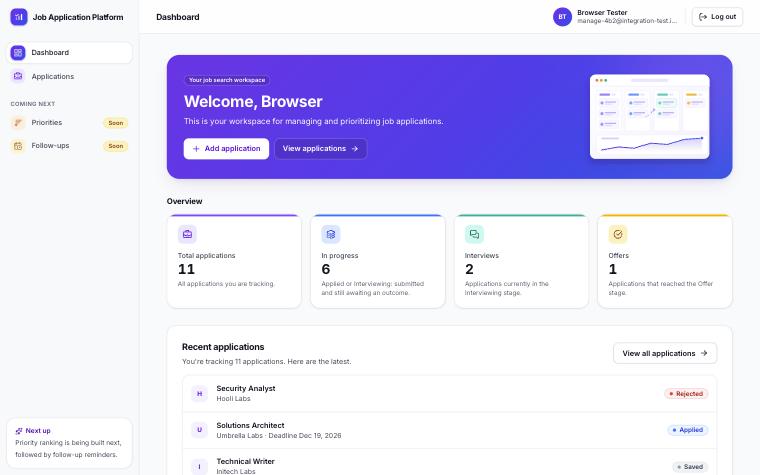 Job Application Platform
Dashboard
BT
Browser Tester
manage-4b2@integration-test.i...
Log out
Dashboard
Applications
COMING NEXT
Priorities
Soon
Follow-ups
Soon
Your job search workspace
Welcome, Browser
This is your workspace for managing and prioritizing job applications.
Add application
View applications
Overview
Total applications
11
All applications you are tracking.
In progress
6
Applied or Interviewing: submitted
and still awaiting an outcome.
Interviews
2
Applications currently in the
Interviewing stage.
Offers
1
Applications that reached the Offer
stage.
Recent applications
You're tracking 11 applications. Here are the latest.
View all applications
H
Security Analyst
Hooli Labs
Rejected
U
Solutions Architect
Umbrella Labs · Deadline Dec 19, 2026
Applied
I
Technical Writer
Initech Labs
Saved
Next up
Priority ranking is being built next,
followed by follow-up reminders.